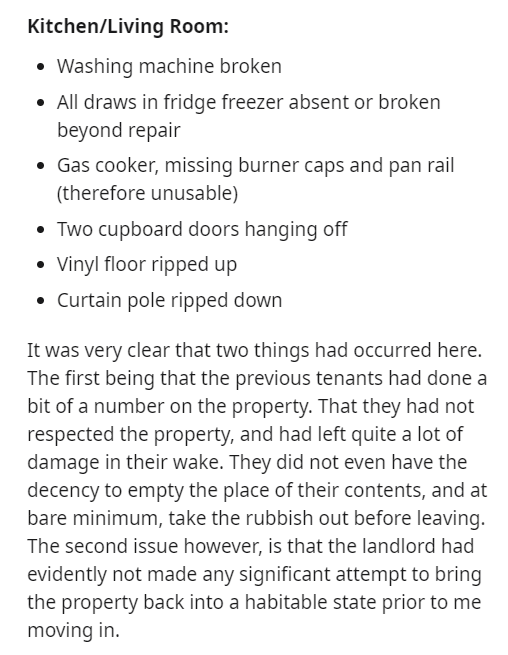 Kitchen/Living Room:
• Washing machine broken
• All draws in fridge freezer absent or broken
beyond repair
• Gas cooker, missing burner caps and pan rail
(therefore unusable)
• Two cupboard doors hanging off
• Vinyl floor ripped up
• Curtain pole ripped down
It was very clear that two things had occurred here.
The first being that the previous tenants had done a
bit of a number on the property. That they had not
respected the property, and had left quite a lot of
damage in their wake. They did not even have the
decency to empty the place of their contents, and at
bare minimum, take the rubbish out before leaving.
The second issue however, is that the landlord had
evidently not made any significant attempt to bring
the property back into a habitable state prior to me
moving in.